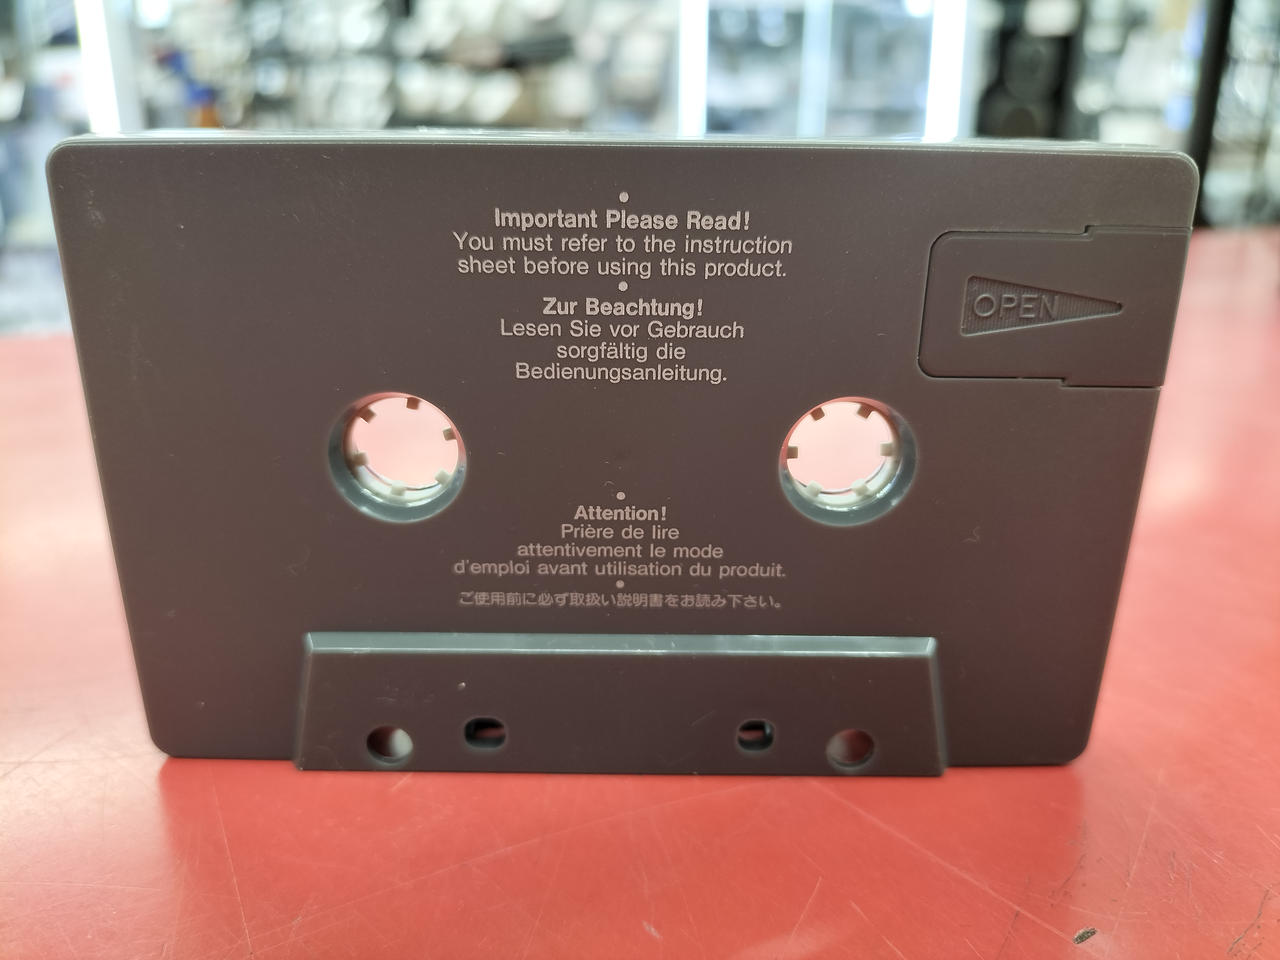 Important Please Read!
You must refer to the instruction
sheet before using this product.
Zur Beachtung!
Lesen Sie vor Gebrauch
sorgfältig die
Bedienungsanleitung.
OPEN
Attention!
Prière de lire
attentivement le mode
d'emploi avant utilisation du produit.
ご使用前に必ず取扱い説明書をお読み下さい。